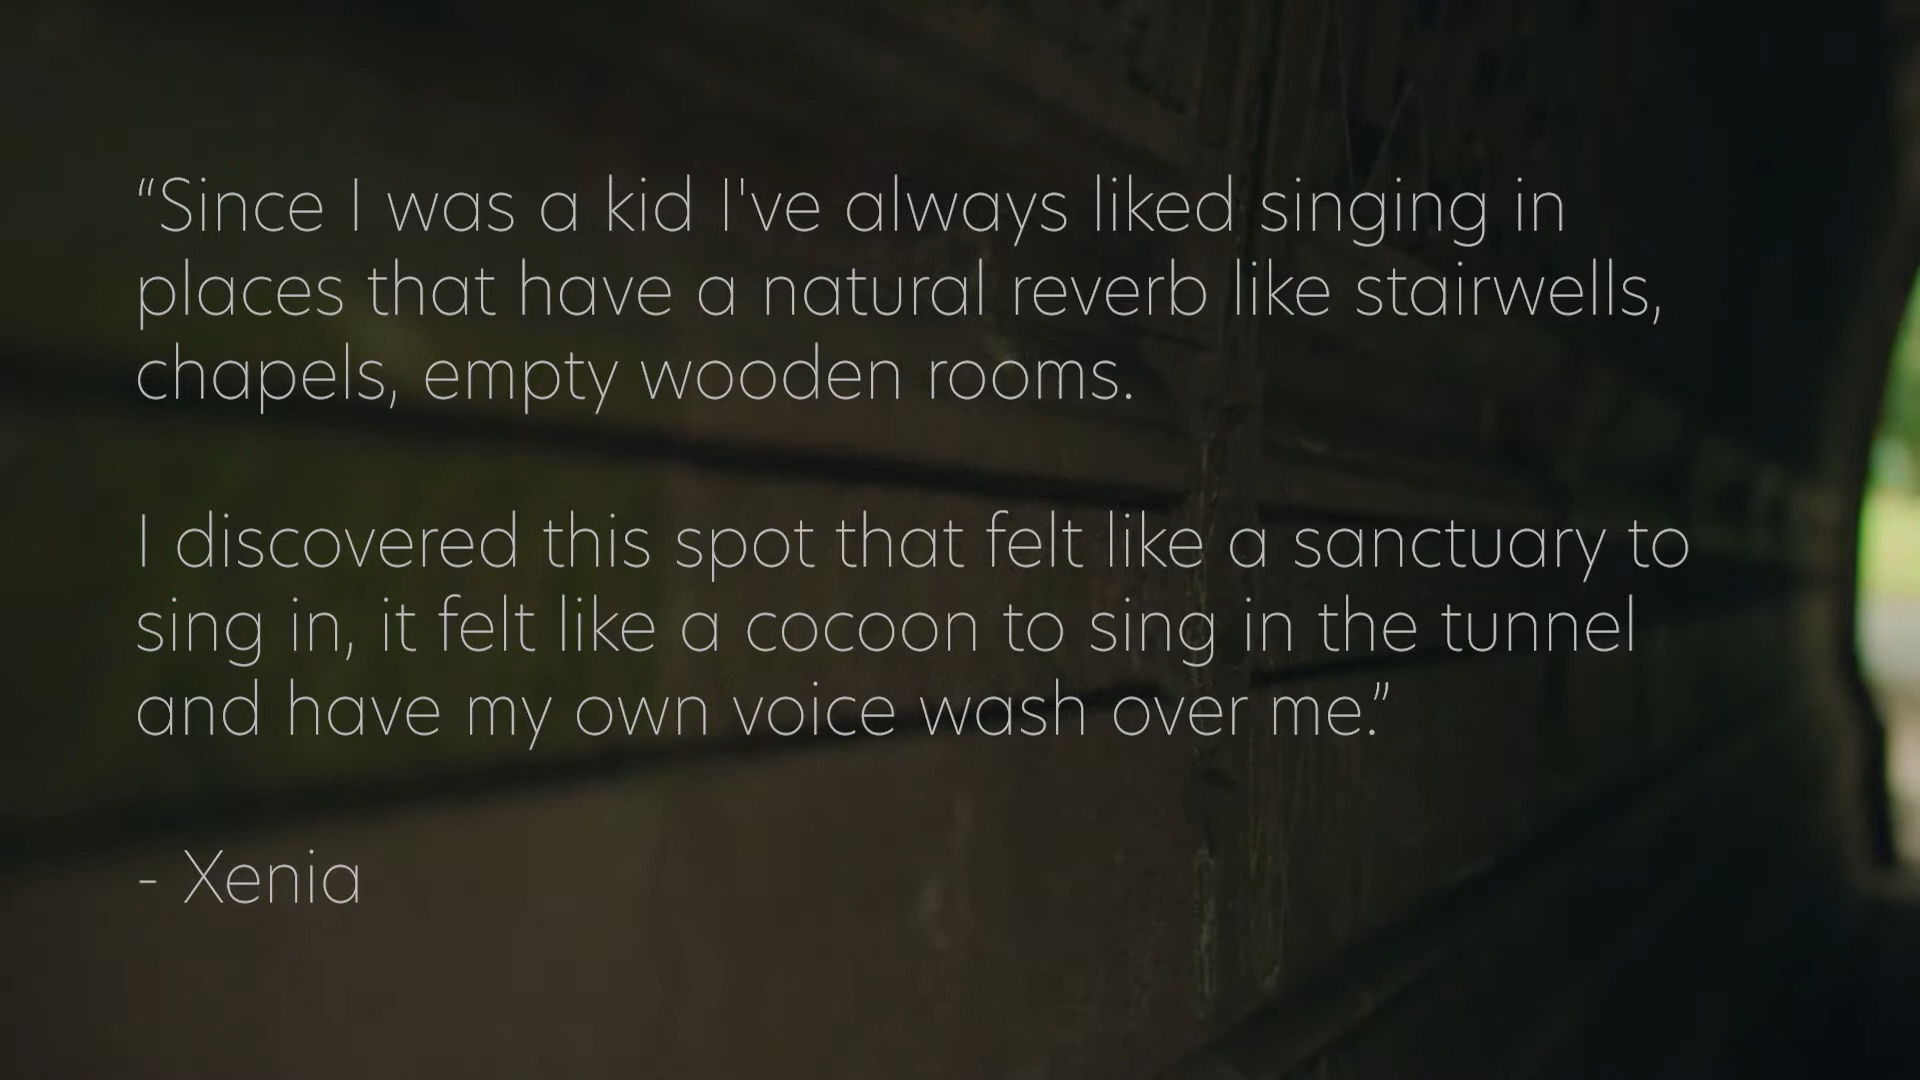 “Since I was a kid I've always liked singing in
places that have a natural reverb like stairwells,
chapels, empty wooden rooms.
I discovered this spot that felt like a sanctuary to
sing in, it felt like a cocoon to sing in the tunnel
and have my own voice wash over me.”
- Xenia